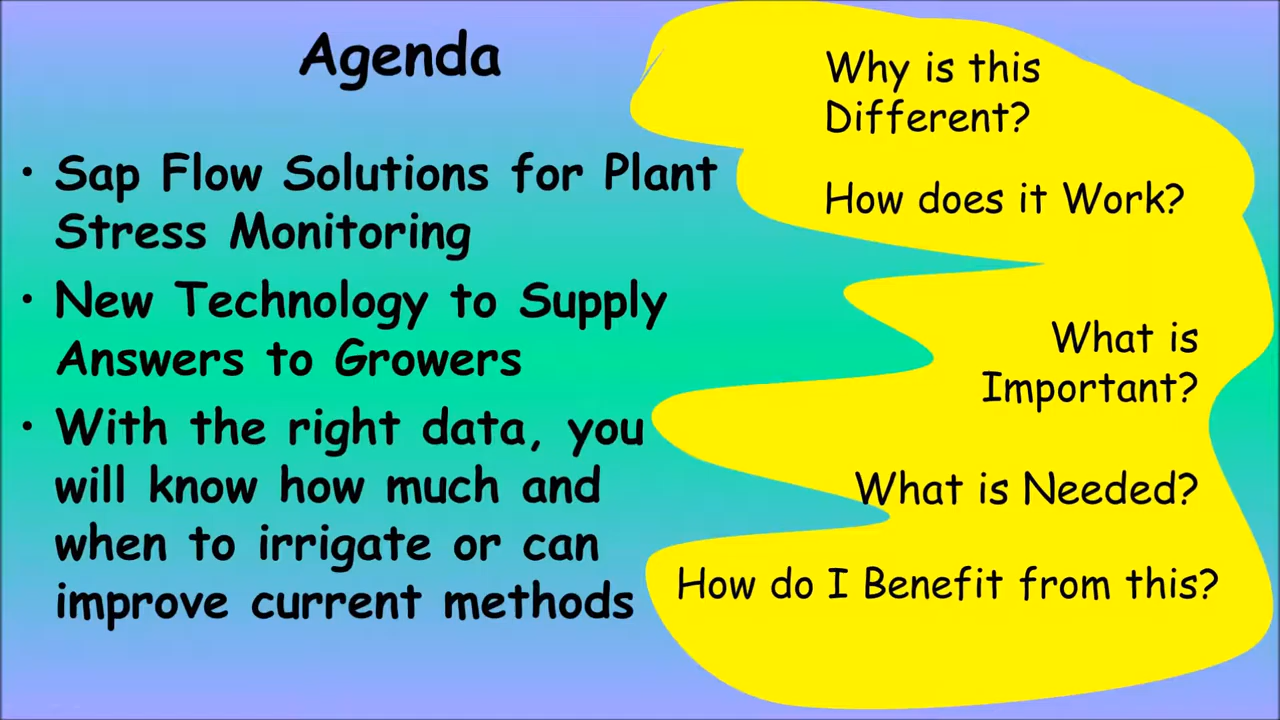 Agenda
• Sap Flow Solutions for Plant
Stress Monitoring
• New Technology to Supply
Answers to Growers
• With the right data, you
will know how much and
when to irrigate or can
improve current methods
Why is this
Different?
How does it Work?
What is
Important?
What is Needed?
How do I Benefit from this?